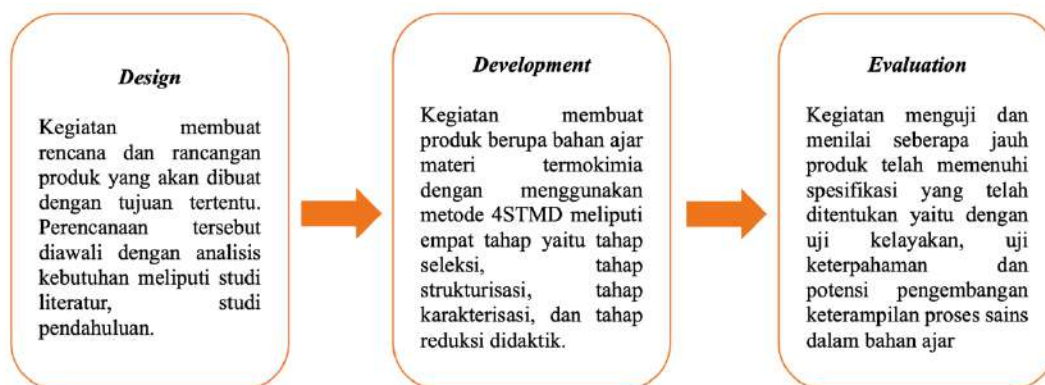 Design
Kegiatan membuat
rencana dan rancangan
produk yang akan dibuat
dengan tujuan tertentu.
Perencanaan tersebut
diawali dengan analisis
kebutuhan meliputi studi
literatur, studi
pendahuluan.
Development
Kegiatan membuat
produk berupa bahan ajar
materi termokimia
dengan menggunakan
metode 4STMD meliputi
empat tahap yaitu tahap
seleksi, tahap
strukturisasi, tahap
karakterisasi, dan tahap
reduksi didaktik.
Evaluation
Kegiatan menguji dan
menilai seberapa jauh
produk telah memenuhi
spesifikasi yang telah
ditentukan yaitu dengan
uji kelayakan, uji
keterpahaman dan
potensi pengembangan
keterampilan proses sains
dalam bahan ajar